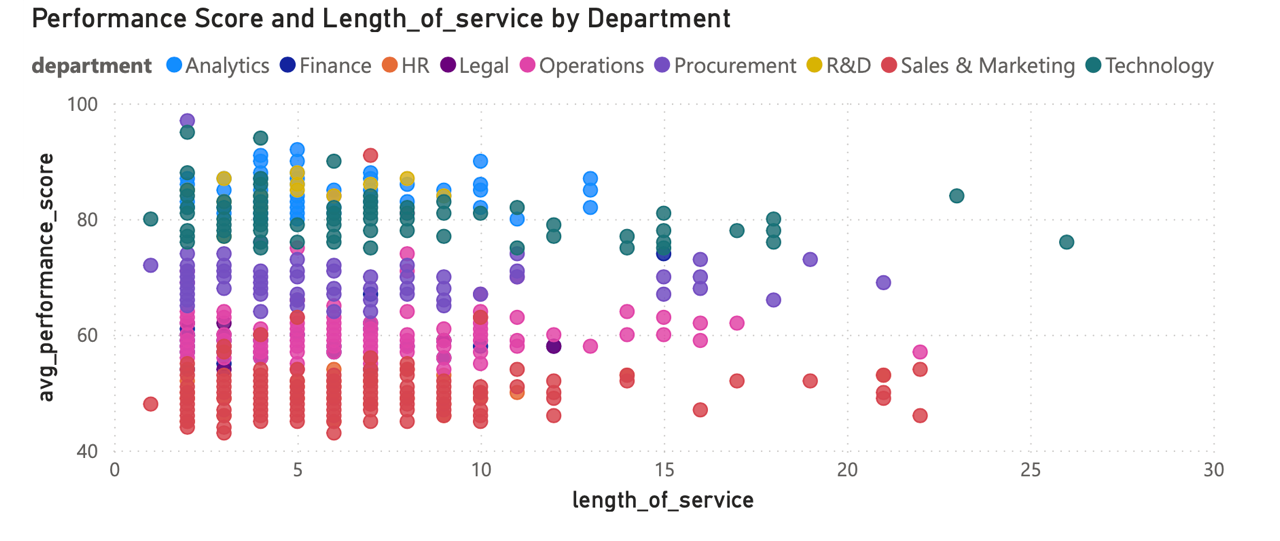 Performance Score and Length_of_service by Department
department Analytics Finance HR Legal Operations Procurement R&D Sales & Marketing Technology
100
80
60
40
avg_performance_score
0 5 10 15 20 25 30
length_of_service